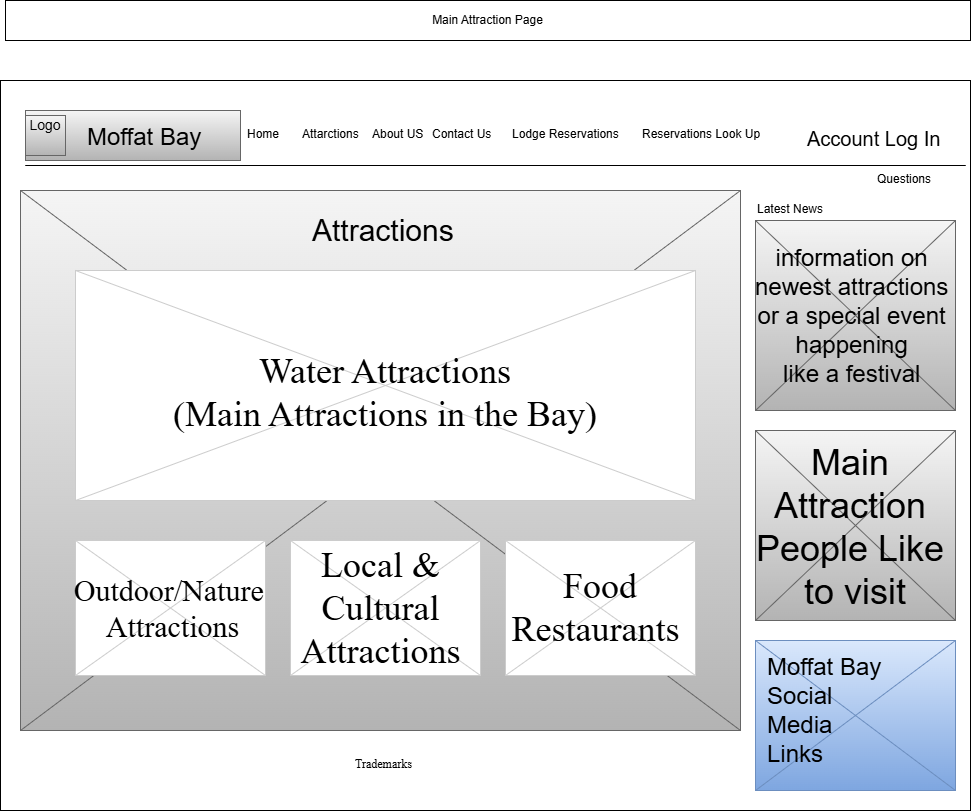 Main Attraction Page
Logo
Moffat Bay
Home
Attarctions
About US
Contact Us
Lodge Reservations
Reservations Look Up
Account Log In
Questions
Attractions
Water Attractions
(Main Attractions in the Bay)
Outdoor/Nature
Attractions
Local &
Cultural
Attractions
Food
Restaurants
Latest News
information on
newest attractions
or a special event
happening
like a festival
Main
Attraction
People Like
to visit
Moffat Bay
Social
Media
Links
Trademarks